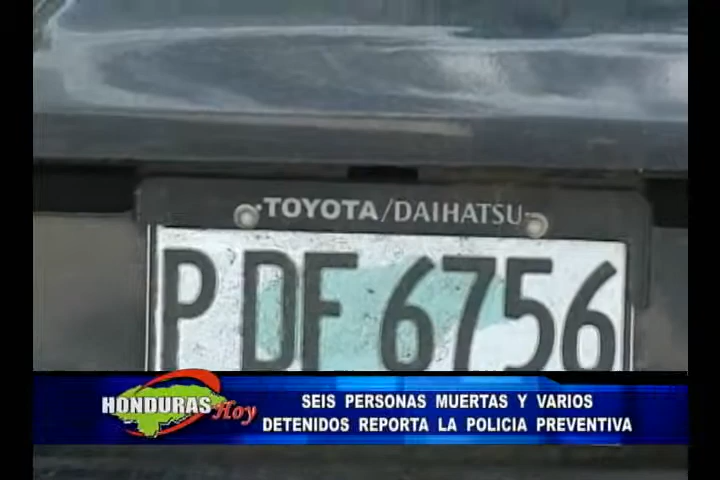 TOYOTA/DAIHATSU
PDF 6756
HONDURAS Hoy
SEIS PERSONAS MUERTAS Y VARIOS
DETENIDOS REPORTA LA POLICIA PREVENTIVA